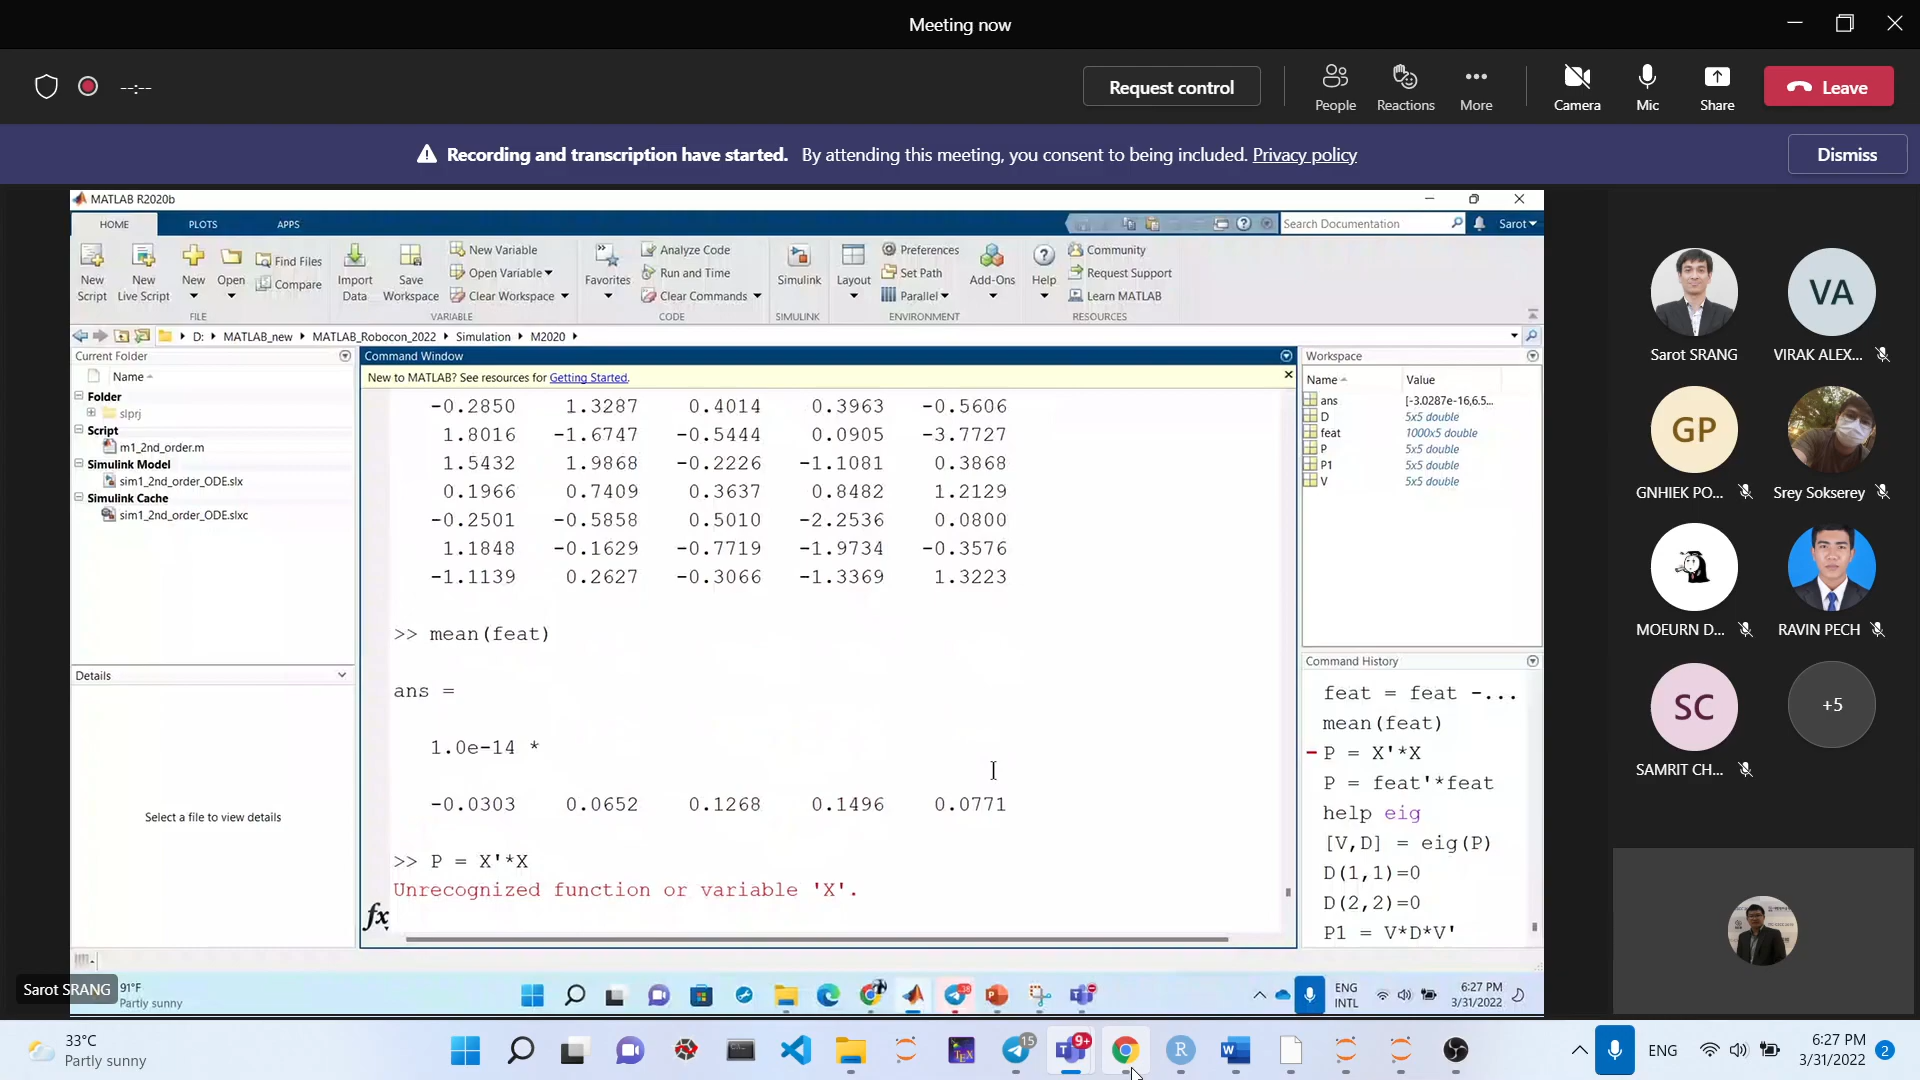 Meeting now
--:--
Request control
People
Reactions
More
Camera
Mic
Share
Leave
Recording and transcription have started. By attending this meeting, you consent to being included. Privacy policy
Dismiss
MATLAB R2020b
HOME PLOTS APPS
Search Documentation
Sarot
New Script
New Live Script
New
Open
Find Files
Compare
FILE
Import Data
Save Workspace
New Variable
Open Variable
Clear Workspace
VARIABLE
Favorites
Analyze Code
Run and Time
Clear Commands
CODE
Simulink
SIMULINK
Layout
Preferences
Set Path
Parallel
Add-Ons
ENVIRONMENT
Help
Community
Request Support
Learn MATLAB
RESOURCES
D: MATLAB_new MATLAB_Robocon_2022 Simulation M2020
Current Folder
Name
Folder
slprj
Script
m1_2nd_order.m
Simulink Model
sim1_2nd_order_ODE.slx
Simulink Cache
sim1_2nd_order_ODE.slxc
Details
Select a file to view details
Command Window
New to MATLAB? See resources for Getting Started.
-0.2850 1.3287 0.4014 0.3963 -0.5606
1.8016 -1.6747 -0.5444 0.0905 -3.7727
1.5432 1.9868 -0.2226 -1.1081 0.3868
0.1966 0.7409 0.3637 0.8482 1.2129
-0.2501 -0.5858 0.5010 -2.2536 0.0800
1.1848 -0.1629 -0.7719 -1.9734 -0.3576
-1.1139 0.2627 -0.3066 -1.3369 1.3223
>> mean(feat)
ans =
1.0e-14 *
-0.0303 0.0652 0.1268 0.1496 0.0771
>> P = X'*X
Unrecognized function or variable 'X'.
fx
Workspace
Name Value
ans [-3.0287e-16,6.5...
D 5x5 double
feat 1000x5 double
P 5x5 double
P1 5x5 double
V 5x5 double
Command History
feat = feat -...
mean(feat)
P = X'*X
P = feat'*feat
help eig
[V,D] = eig(P)
D(1,1)=0
D(2,2)=0
P1 = V*D*V'
Sarot SRANG
VA
VIRAK ALEX...
GP
GNHIEK PO...
Srey Sokserey
MOEURN D...
RAVIN PECH
SC
SAMRIT CH...
+5
Sarot SRANG
91°F
Partly sunny
38
ENG
INTL
6:27 PM
3/31/2022
33°C
Partly sunny
TEX
15
9+
R
W
ENG
6:27 PM
3/31/2022
2